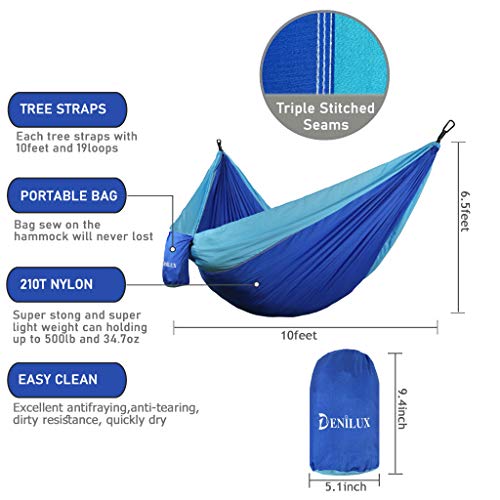 Triple Stitched
Seams
TREE STRAPS
Each tree straps with
10feet and 19loops
PORTABLE BAG
Bag sew on the
hammock will never lost
210T NYLON
Super stong and super
light weight can holding
up to 500lb and 34.7oz
EASY CLEAN
Excellent antifraying,anti-tearing,
dirty resistance, quickly dry
6.5feet
DENILUX
10feet
DENILUX
9.4inch
5.1inch